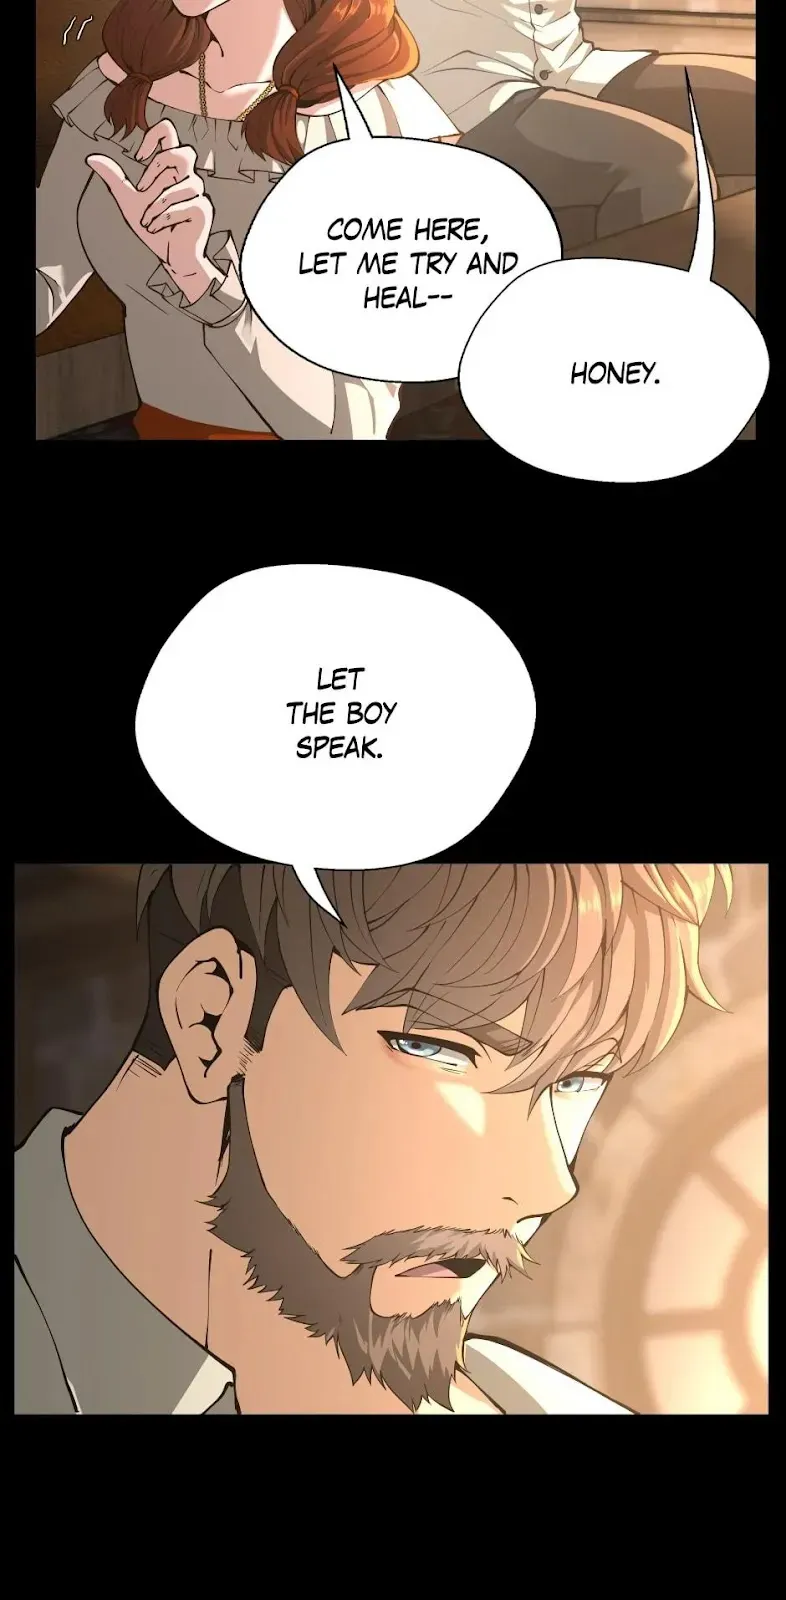 COME HERE,
LET ME TRY AND
HEAL--
HONEY.
LET
THE BOY
SPEAK.